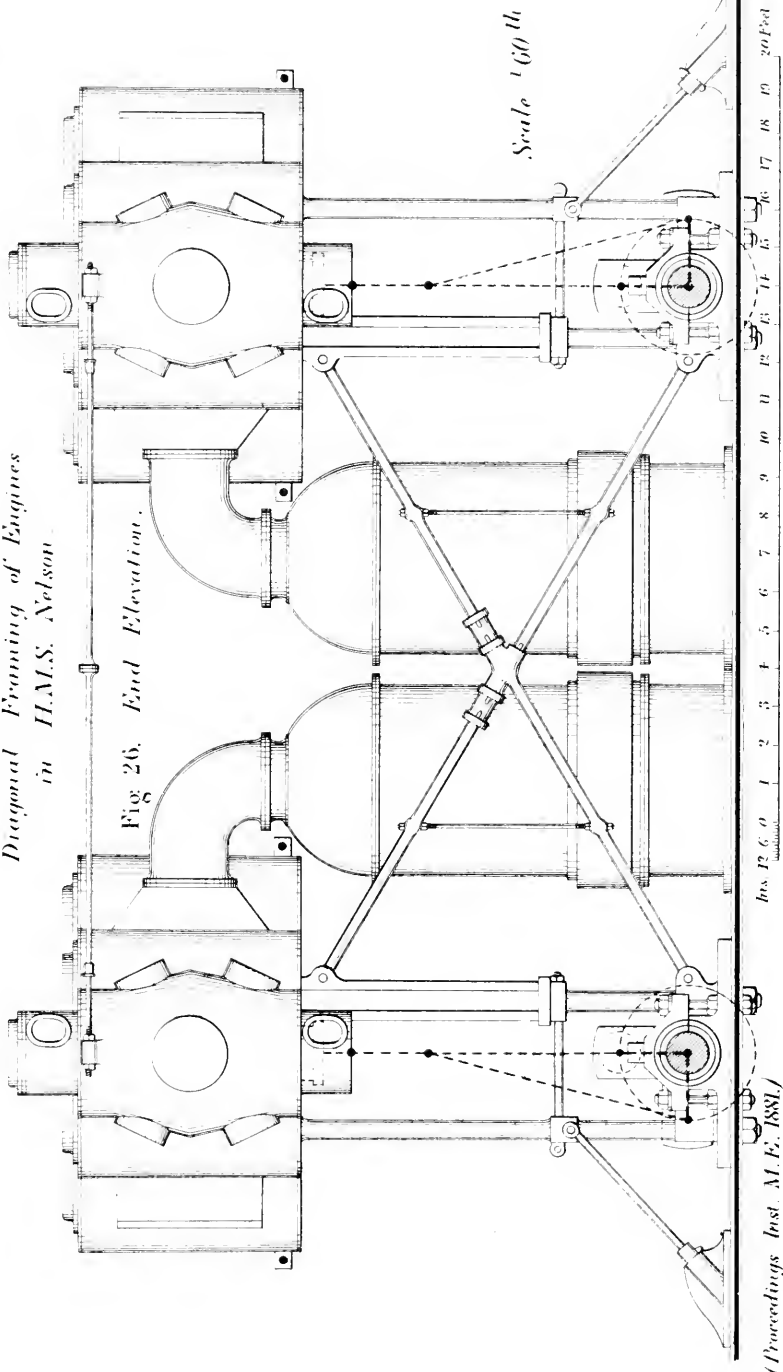 Diagonal Framing of Engines
in H.M.S. Nelson.
Fig. 26. End Elevation.
Scale 1/60th
Ins. 12 6 0 1 2 3 4 5 6 7 8 9 10 11 12 13 14 15 16 17 18 19 20 Feet
(Proceedings Inst. M.E. 1881.)